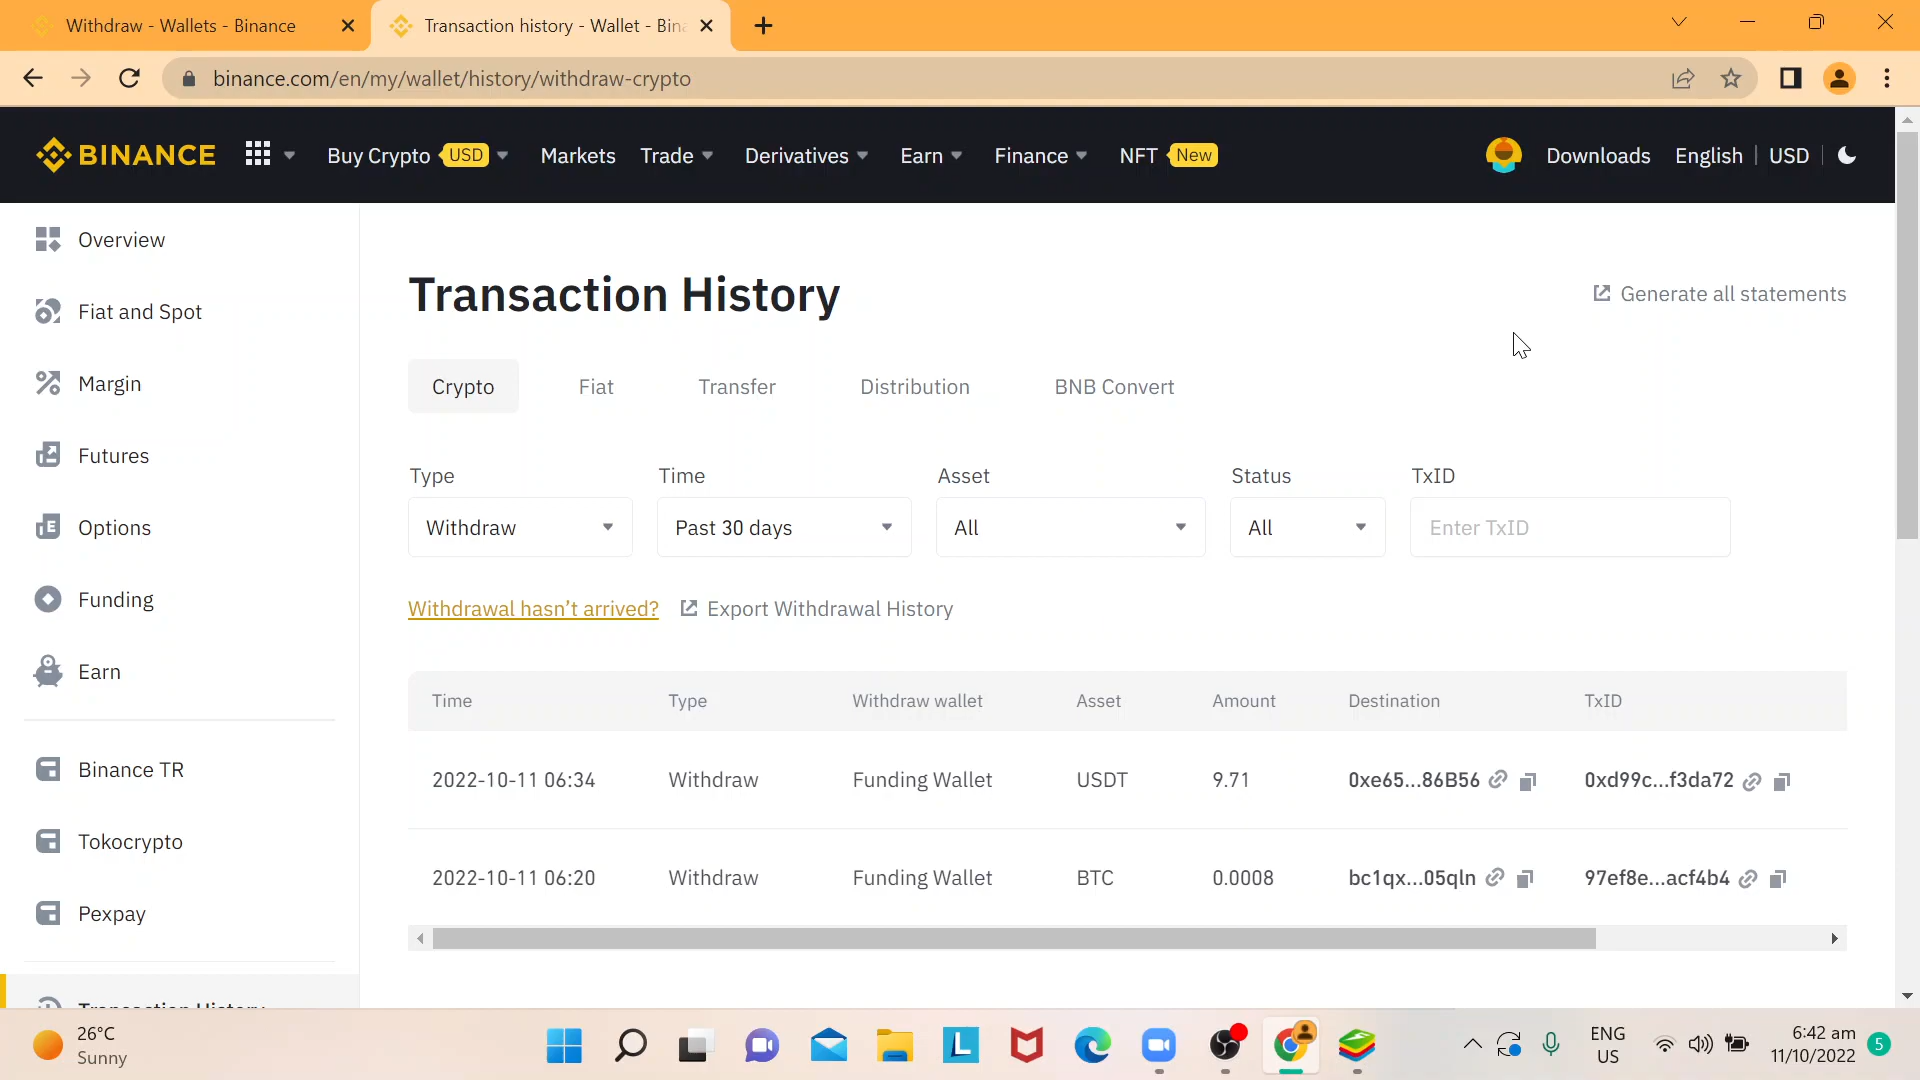 Withdraw - Wallets - Binance
Transaction history - Wallet - Bin
binance.com/en/my/wallet/history/withdraw-crypto
BINANCE
Buy Crypto USD
Markets
Trade
Derivatives
Earn
Finance
NFT New
Downloads
English
USD
Overview
Fiat and Spot
Margin
Futures
Options
Funding
Earn
Binance TR
Tokocrypto
Pexpay
Transaction History
Transaction History
Generate all statements
Crypto
Fiat
Transfer
Distribution
BNB Convert
Type Time Asset Status TxID
Withdraw Past 30 days All All Enter TxID
Withdrawal hasn't arrived? Export Withdrawal History
Time Type Withdraw wallet Asset Amount Destination TxID
2022-10-11 06:34 Withdraw Funding Wallet USDT 9.71 0xe65...86B56 0xd99c...f3da72
2022-10-11 06:20 Withdraw Funding Wallet BTC 0.0008 bc1qx...05qln 97ef8e...acf4b4
26°C
Sunny
L
ENG
US
6:42 am
11/10/2022
5